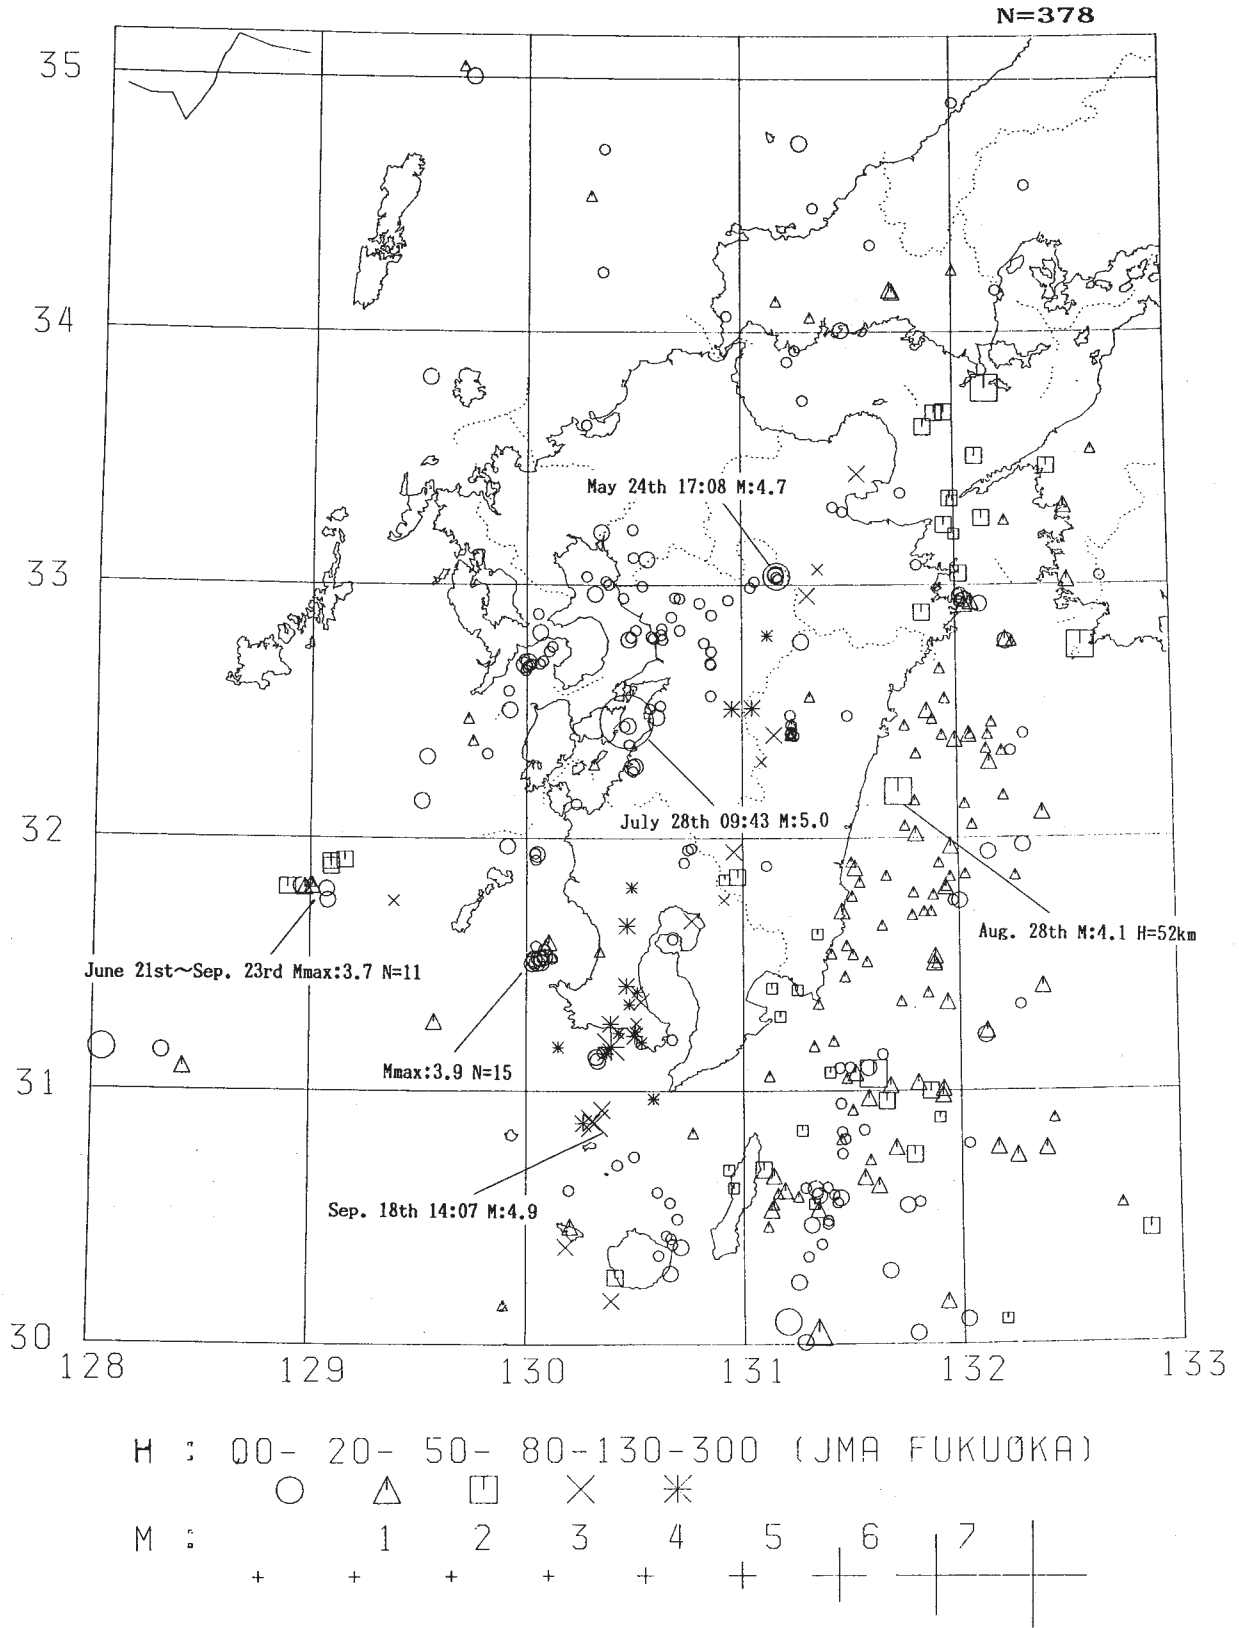 N=378
35
34
May 24th 17:08 M:4.7
33
July 28th 09:43 M:5.0
32
Aug. 28th M:4.1 H=52km
June 21st～Sep. 23rd Mmax:3.7 N=11
Mmax:3.9 N=15
31
Sep. 18th 14:07 M:4.9
30
128 129 130 131 132 133
H : 00- 20- 50- 80-130-300 (JMA FUKUOKA)
M : 1 2 3 4 5 6 7